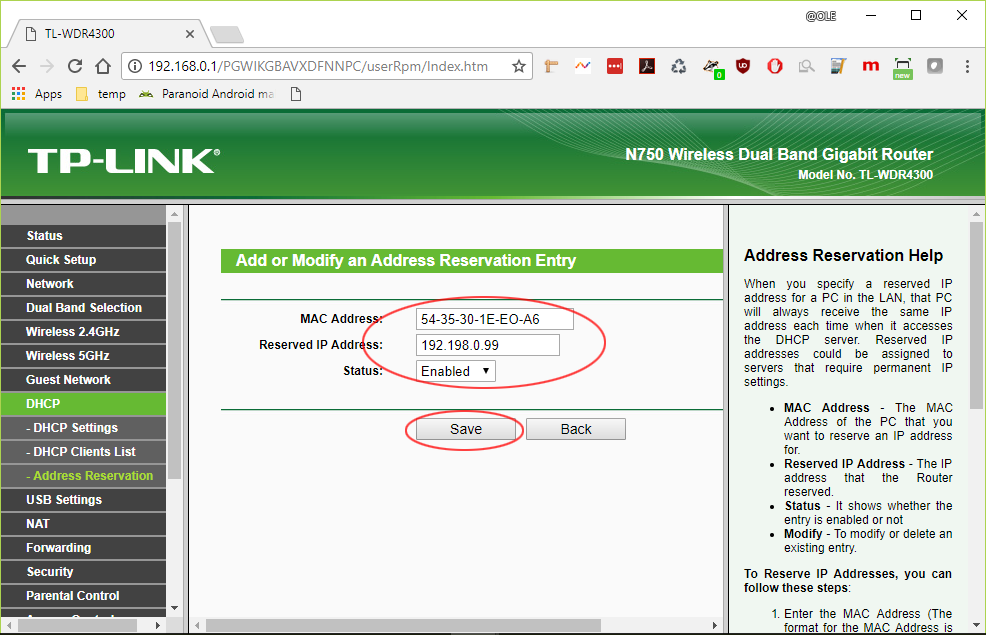 @OLE
TL-WDR4300
192.168.0.1/PGWIKGBAVXDFNNPC/userRpm/Index.htm
0
new
Apps
temp
Paranoid Android ma
TP-LINK®
N750 Wireless Dual Band Gigabit Router
Model No. TL-WDR4300
Status
Quick Setup
Network
Dual Band Selection
Wireless 2.4GHz
Wireless 5GHz
Guest Network
DHCP
- DHCP Settings
- DHCP Clients List
- Address Reservation
USB Settings
NAT
Forwarding
Security
Parental Control
Add or Modify an Address Reservation Entry
MAC Address: 54-35-30-1E-EO-A6
Reserved IP Address: 192.198.0.99
Status: Enabled
Save Back
Address Reservation Help
When you specify a reserved IP
address for a PC in the LAN, that PC
will always receive the same IP
address each time when it accesses
the DHCP server. Reserved IP
addresses could be assigned to
servers that require permanent IP
settings.
• MAC Address - The MAC
Address of the PC that you
want to reserve an IP address
for.
• Reserved IP Address - The IP
address that the Router
reserved.
• Status - It shows whether the
entry is enabled or not
• Modify - To modify or delete an
existing entry.
To Reserve IP Addresses, you can
follow these steps:
1. Enter the MAC Address (The
format for the MAC Address is